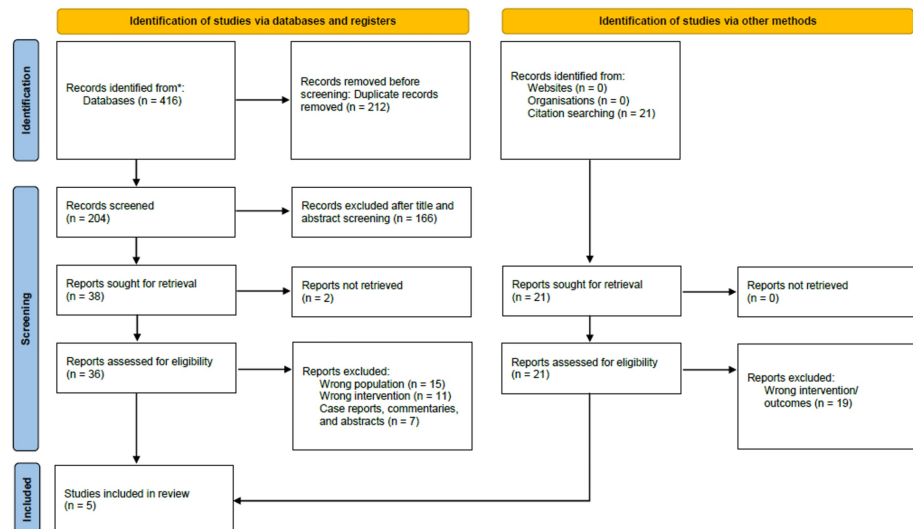 Identification of studies via databases and registers
Identification of studies via other methods
Identification
Records identified from*:
Databases (n = 416)
Records removed before
screening: Duplicate records
removed (n = 212)
Records identified from:
Websites (n = 0)
Organisations (n = 0)
Citation searching (n = 21)
Screening
Records screened
(n = 204)
Records excluded after title and
abstract screening (n = 166)
Reports sought for retrieval
(n = 38)
Reports not retrieved
(n = 2)
Reports sought for retrieval
(n = 21)
Reports not retrieved
(n = 0)
Reports assessed for eligibility
(n = 36)
Reports excluded:
Wrong population (n = 15)
Wrong intervention (n = 11)
Case reports, commentaries,
and abstracts (n = 7)
Reports assessed for eligibility
(n = 21)
Reports excluded:
Wrong intervention/
outcomes (n = 19)
Included
Studies included in review
(n = 5)